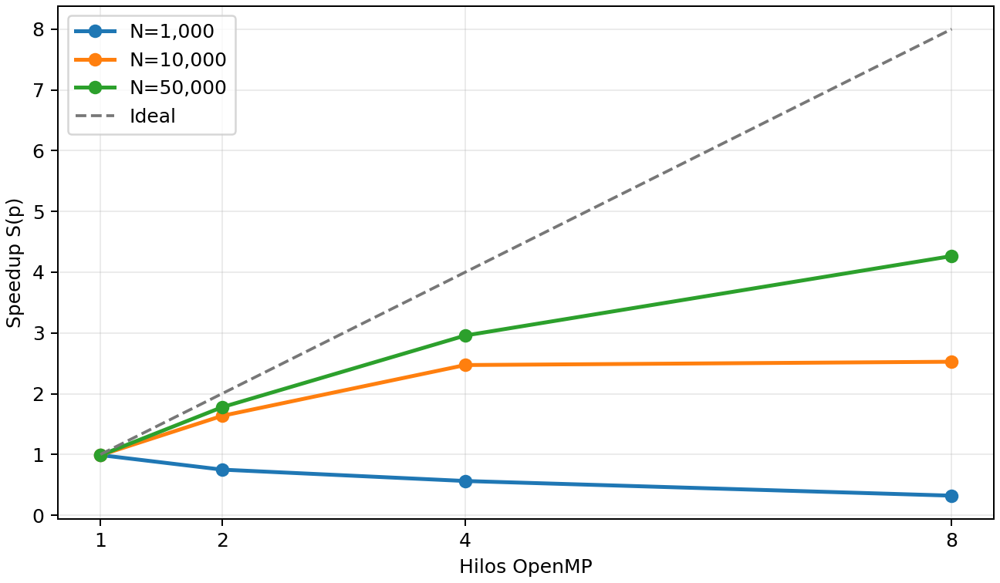 N=1,000
N=10,000
N=50,000
Ideal
8
7
6
5
4
3
2
1
0
Speedup S(p)
1 2 4 8
Hilos OpenMP